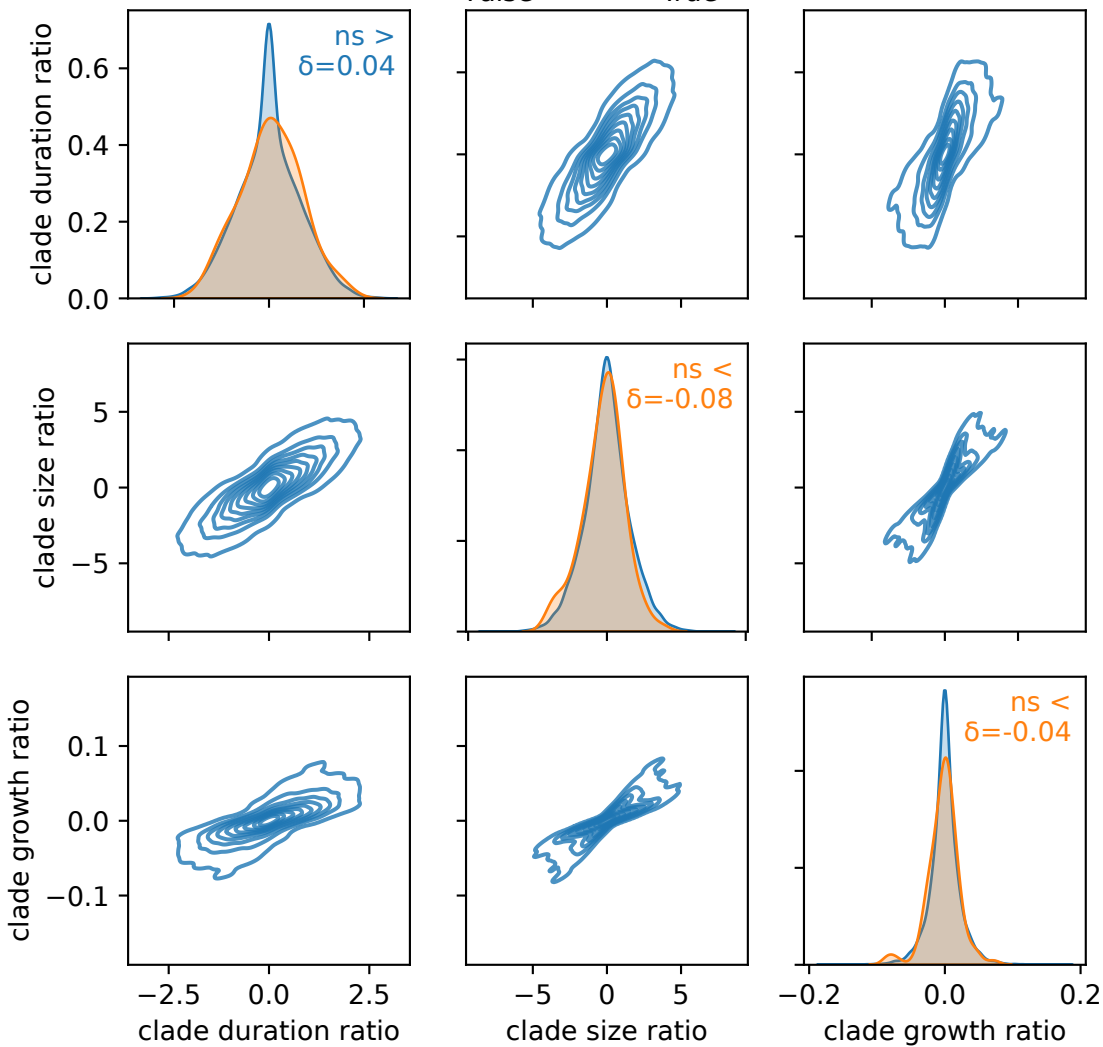 clade duration ratio
0.6
0.4
0.2
0.0
ns >
δ=0.04
clade size ratio
5
0
−5
ns <
δ=-0.08
clade growth ratio
0.1
0.0
−0.1
ns <
δ=-0.04
−2.5 0.0 2.5
−5 0 5
−0.2 0.0 0.2
clade duration ratio
clade size ratio
clade growth ratio